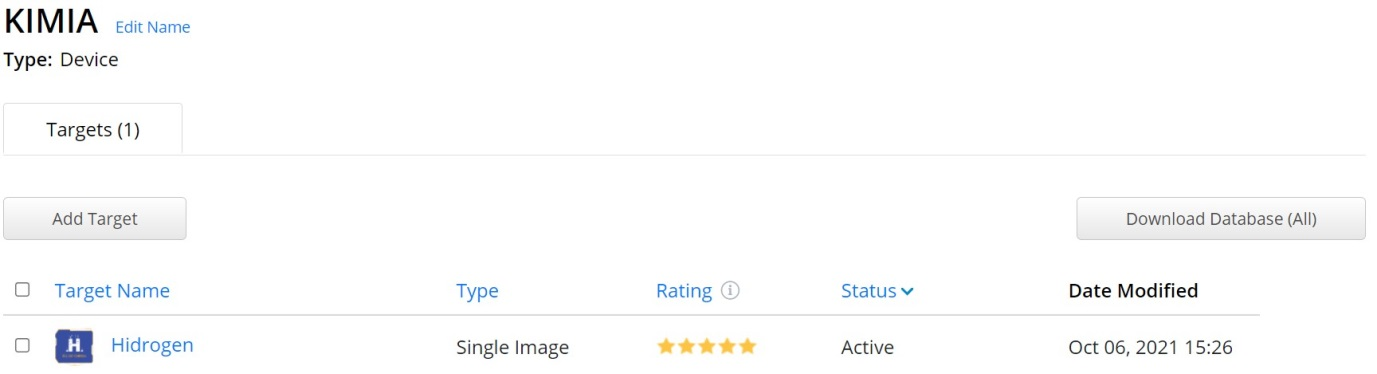 KIMIA Edit Name
Type: Device
Targets (1)
Add Target Download Database (All)
Target Name Type Rating Status Date Modified
H Hidrogen Single Image Active Oct 06, 2021 15:26